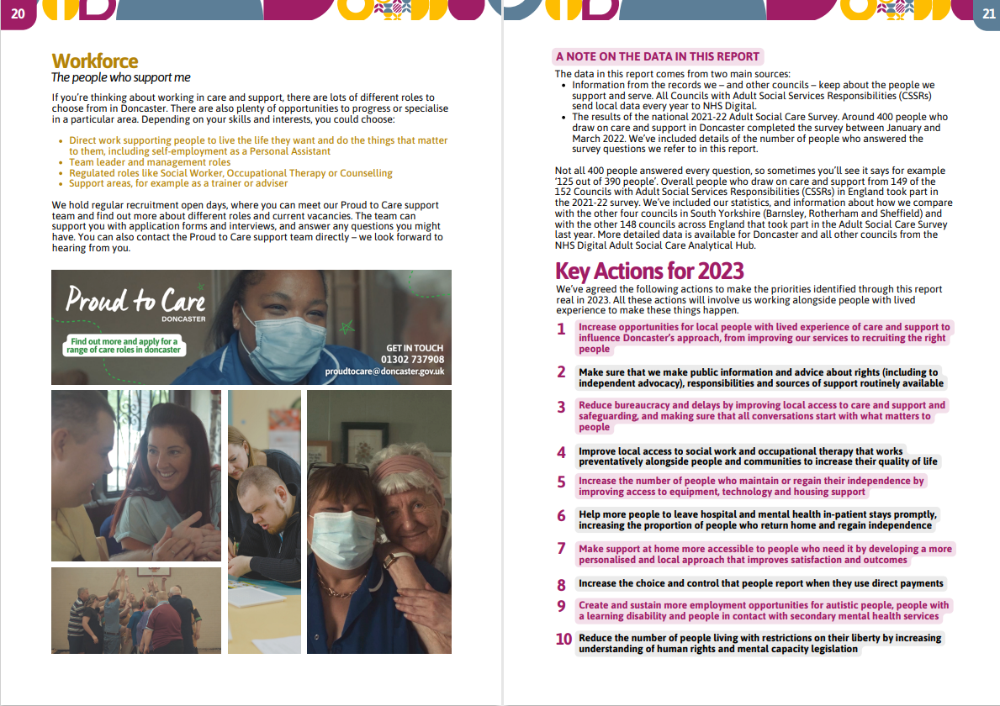 20
Workforce
The people who support me
If you’re thinking about working in care and support, there are lots of different roles to
choose from in Doncaster. There are also plenty of opportunities to progress or specialise
in a particular area. Depending on your skills and interests, you could choose:
• Direct work supporting people to live the life they want and do the things that matter
to them, including self-employment as a Personal Assistant
• Team leader and management roles
• Regulated roles like Social Worker, Occupational Therapy or Counselling
• Support areas, for example as a trainer or adviser
We hold regular recruitment open days, where you can meet our Proud to Care support
team and find out more about different roles and current vacancies. The team can
support you with application forms and interviews, and answer any questions you might
have. You can also contact the Proud to Care support team directly – we look forward to
hearing from you.
Proud to Care
DONCASTER
Find out more and apply for a
range of care roles in doncaster
GET IN TOUCH
01302 737908
proudtocare@doncaster.gov.uk
21
A NOTE ON THE DATA IN THIS REPORT
The data in this report comes from two main sources:
• Information from the records we – and other councils – keep about the people we
support and serve. All Councils with Adult Social Services Responsibilities (CSSRs)
send local data every year to NHS Digital.
• The results of the national 2021-22 Adult Social Care Survey. Around 400 people who
draw on care and support in Doncaster completed the survey between January and
March 2022. We’ve included details of the number of people who answered the
survey questions we refer to in this report.
Not all 400 people answered every question, so sometimes you’ll see it says for example
‘125 out of 390 people’. Overall people who draw on care and support from 149 of the
152 Councils with Adult Social Services Responsibilities (CSSRs) in England took part in
the 2021-22 survey. We’ve included our statistics, and information about how we compare
with the other four councils in South Yorkshire (Barnsley, Rotherham and Sheffield) and
with the other 148 councils across England that took part in the Adult Social Care Survey
last year. More detailed data is available for Doncaster and all other councils from the
NHS Digital Adult Social Care Analytical Hub.
Key Actions for 2023
We’ve agreed the following actions to make the priorities identified through this report
real in 2023. All these actions will involve us working alongside people with lived
experience to make these things happen.
1 Increase opportunities for local people with lived experience of care and support to
influence Doncaster’s approach, from improving our services to recruiting the right
people
2 Make sure that we make public information and advice about rights (including to
independent advocacy), responsibilities and sources of support routinely available
3 Reduce bureaucracy and delays by improving local access to care and support and
safeguarding, and making sure that all conversations start with what matters to
people
4 Improve local access to social work and occupational therapy that works
preventatively alongside people and communities to increase their quality of life
5 Increase the number of people who maintain or regain their independence by
improving access to equipment, technology and housing support
6 Help more people to leave hospital and mental health in-patient stays promptly,
increasing the proportion of people who return home and regain independence
7 Make support at home more accessible to people who need it by developing a more
personalised and local approach that improves satisfaction and outcomes
8 Increase the choice and control that people report when they use direct payments
9 Create and sustain more employment opportunities for autistic people, people with
a learning disability and people in contact with secondary mental health services
10 Reduce the number of people living with restrictions on their liberty by increasing
understanding of human rights and mental capacity legislation